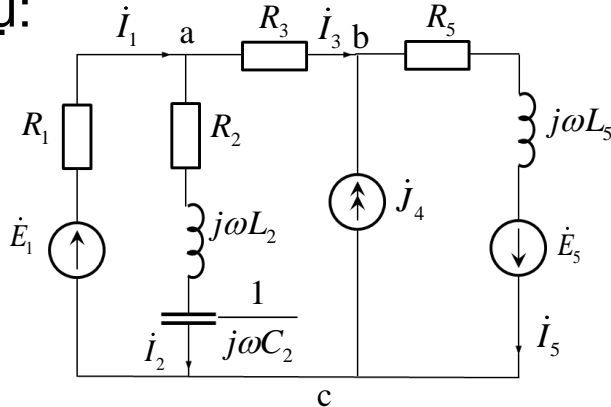 ụ:
İ₁
a
R₃
İ₃
b
R₅
R₁
R₂
jωL₅
Ė₁
jωL₂
J̇₄
Ė₅
1
jωC₂
İ₂
İ₅
c